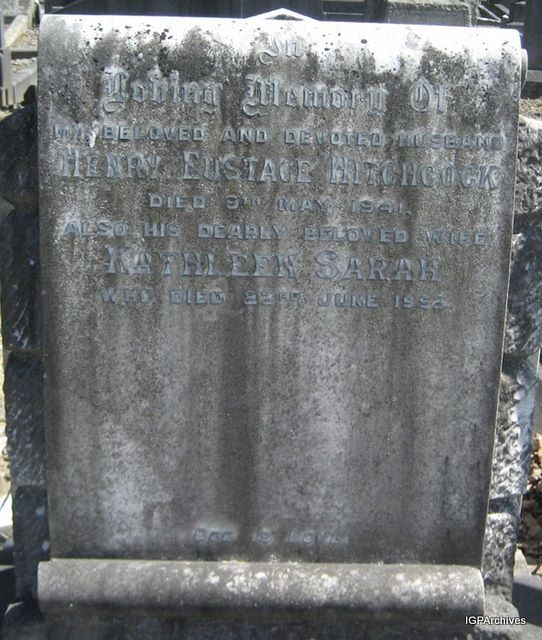 In
Loving Memory Of
MY BELOVED AND DEVOTED HUSBAND
HENRY EUSTACE HITCHCOCK
DIED 9TH MAY 1941.
ALSO HIS DEARLY BELOVED WIFE
KATHLEEN SARAH
WHO DIED 22ND JUNE 1952
GOD IS LOVE.
IGPArchives